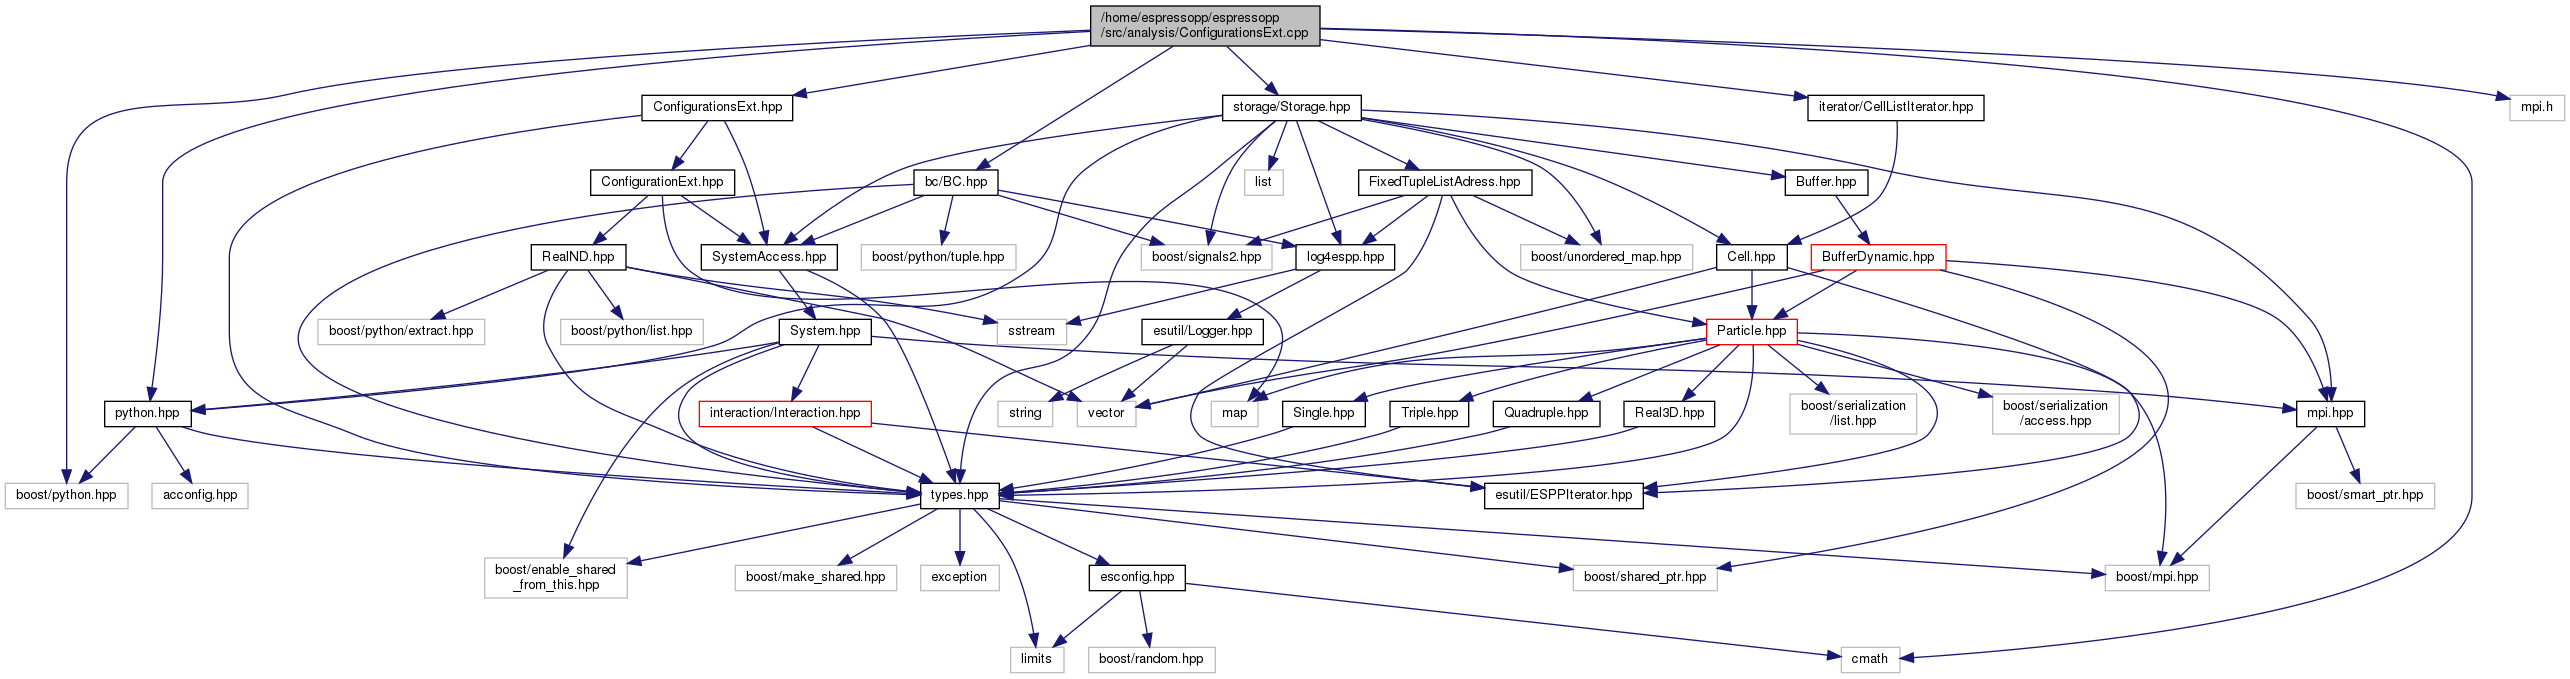 /home/espressopp/espressopp
/src/analysis/ConfigurationsExt.cpp
ConfigurationsExt.hpp
storage/Storage.hpp
iterator/CellListIterator.hpp
mpi.h
ConfigurationExt.hpp
bc/BC.hpp
list
FixedTupleListAdress.hpp
Buffer.hpp
RealND.hpp
SystemAccess.hpp
boost/python/tuple.hpp
boost/signals2.hpp
log4espp.hpp
boost/unordered_map.hpp
Cell.hpp
BufferDynamic.hpp
boost/python/extract.hpp
boost/python/list.hpp
System.hpp
sstream
esutil/Logger.hpp
Particle.hpp
python.hpp
interaction/Interaction.hpp
string
vector
map
Single.hpp
Triple.hpp
Quadruple.hpp
Real3D.hpp
boost/serialization
/list.hpp
boost/serialization
/access.hpp
mpi.hpp
boost/python.hpp
acconfig.hpp
types.hpp
esutil/ESPPIterator.hpp
boost/smart_ptr.hpp
boost/enable_shared
_from_this.hpp
boost/make_shared.hpp
exception
esconfig.hpp
boost/shared_ptr.hpp
boost/mpi.hpp
limits
boost/random.hpp
cmath